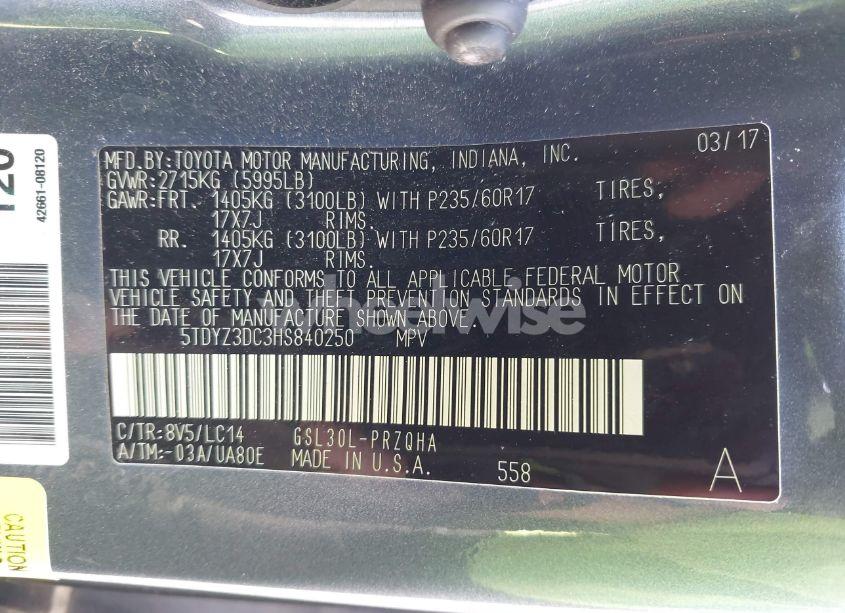 MFD.BY:TOYOTA MOTOR MANUFACTURING, INDIANA, INC. 03/17
GVWR:2715KG (5995LB)
GAWR:FRT. 1405KG (3100LB) WITH P235/60R17 TIRES,
17X7J RIMS.
RR. 1405KG (3100LB) WITH P235/60R17 TIRES,
17X7J RIMS.
THIS VEHICLE CONFORMS TO ALL APPLICABLE FEDERAL MOTOR
VEHICLE SAFETY AND THEFT PREVENTION STANDARDS IN EFFECT ON
THE DATE OF MANUFACTURE SHOWN ABOVE.
5TDYZ3DC3HS840250 MPV
C/TR:8V5/LC14 GSL30L-PRZQHA
A/TM:-03A/UA80E MADE IN U.S.A. 558 A
42661-08120
CAUTION
wheelwise